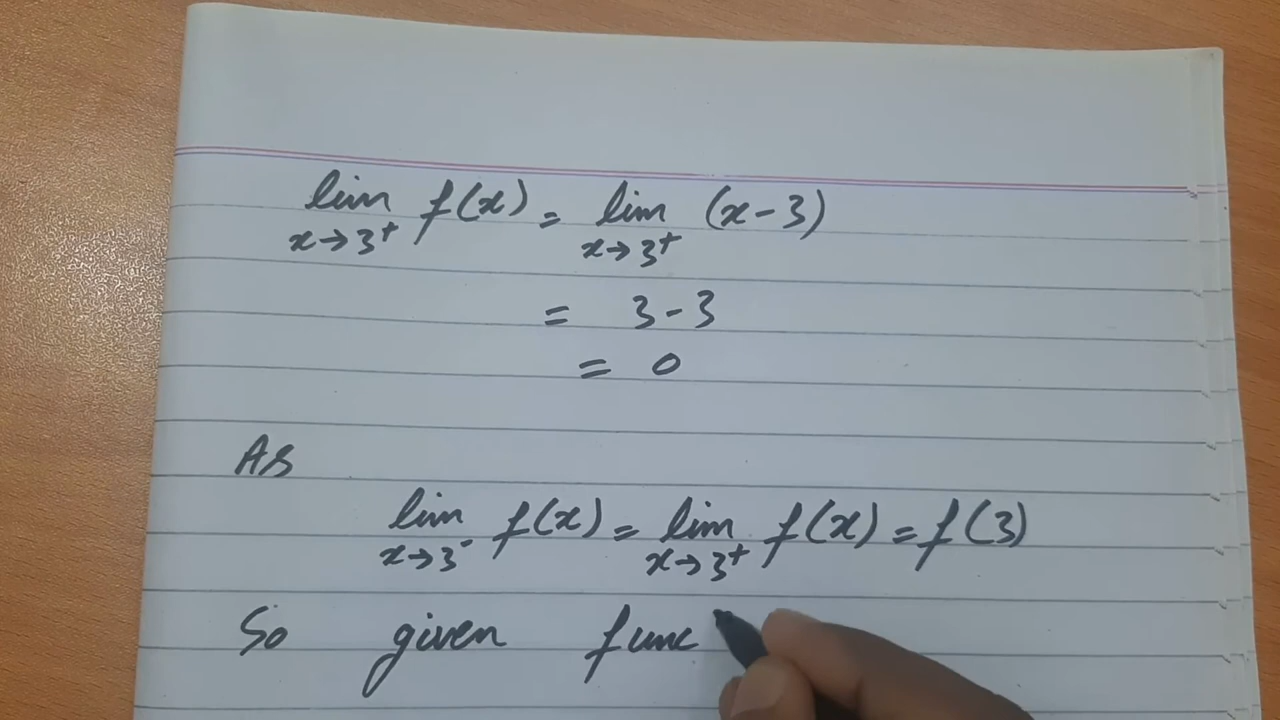 lim f(x) = lim (x-3)
x→3⁺ x→3⁺
= 3-3
= 0
As
lim f(x) = lim f(x) = f(3)
x→3⁻ x→3⁺
So given func